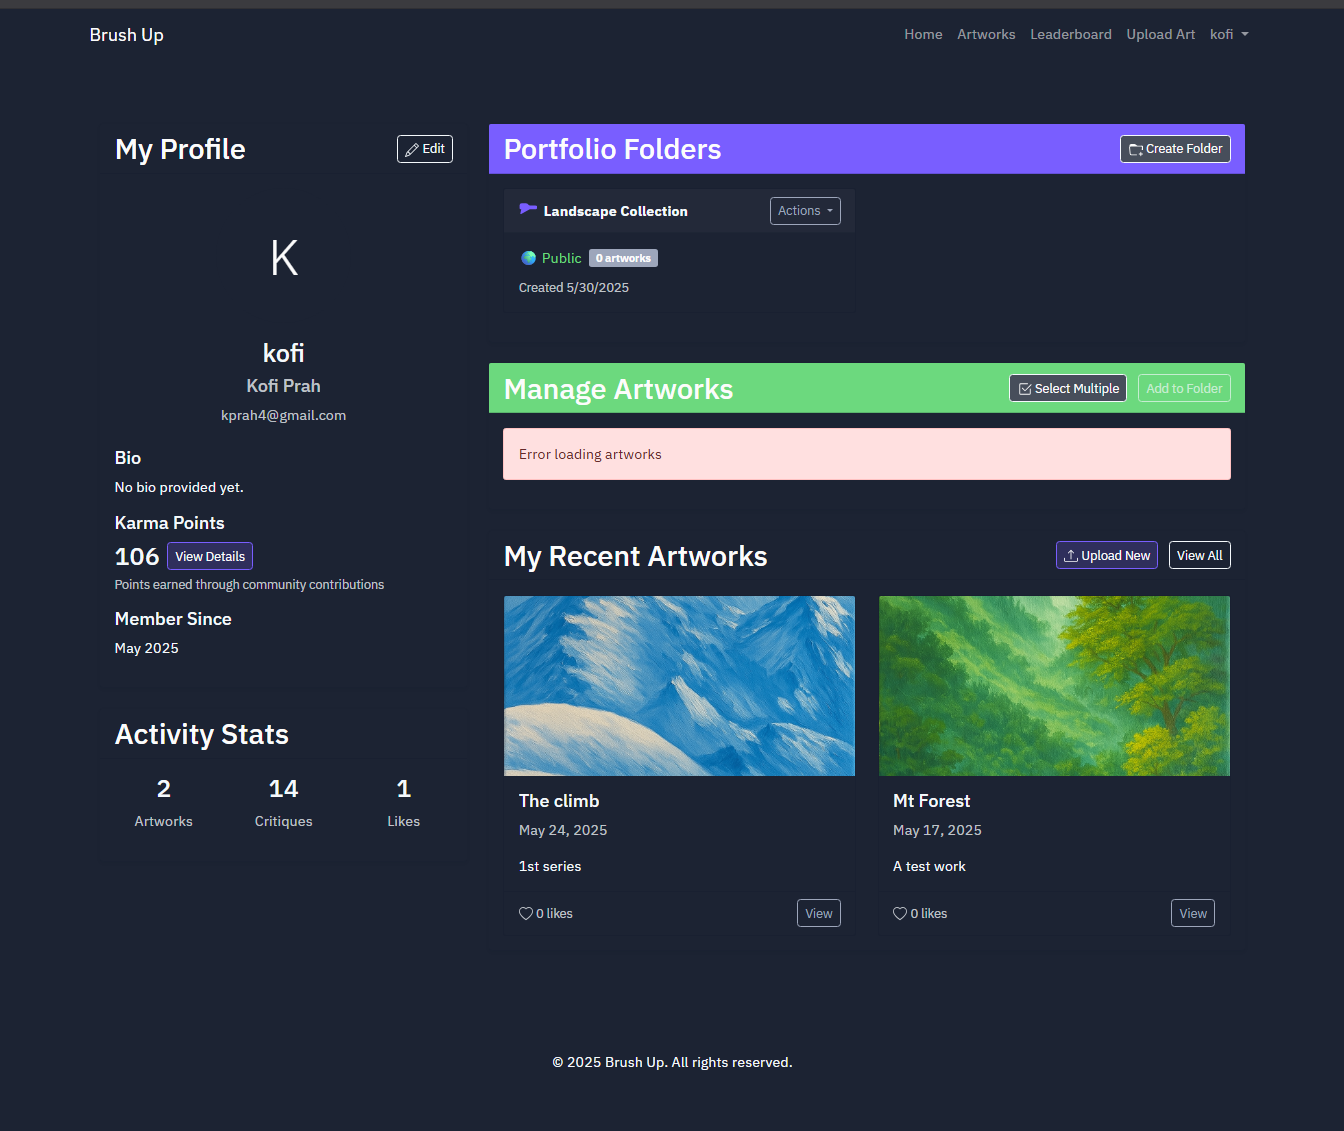 Brush Up
Home Artworks Leaderboard Upload Art kofi
My Profile
Edit
K
kofi
Kofi Prah
kprah4@gmail.com
Bio
No bio provided yet.
Karma Points
106 View Details
Points earned through community contributions
Member Since
May 2025
Activity Stats
2 14 1
Artworks Critiques Likes
Portfolio Folders
Create Folder
Landscape Collection
Actions
Public 0 artworks
Created 5/30/2025
Manage Artworks
Select Multiple Add to Folder
Error loading artworks
My Recent Artworks
Upload New View All
The climb
May 24, 2025
1st series
0 likes View
Mt Forest
May 17, 2025
A test work
0 likes View
© 2025 Brush Up. All rights reserved.